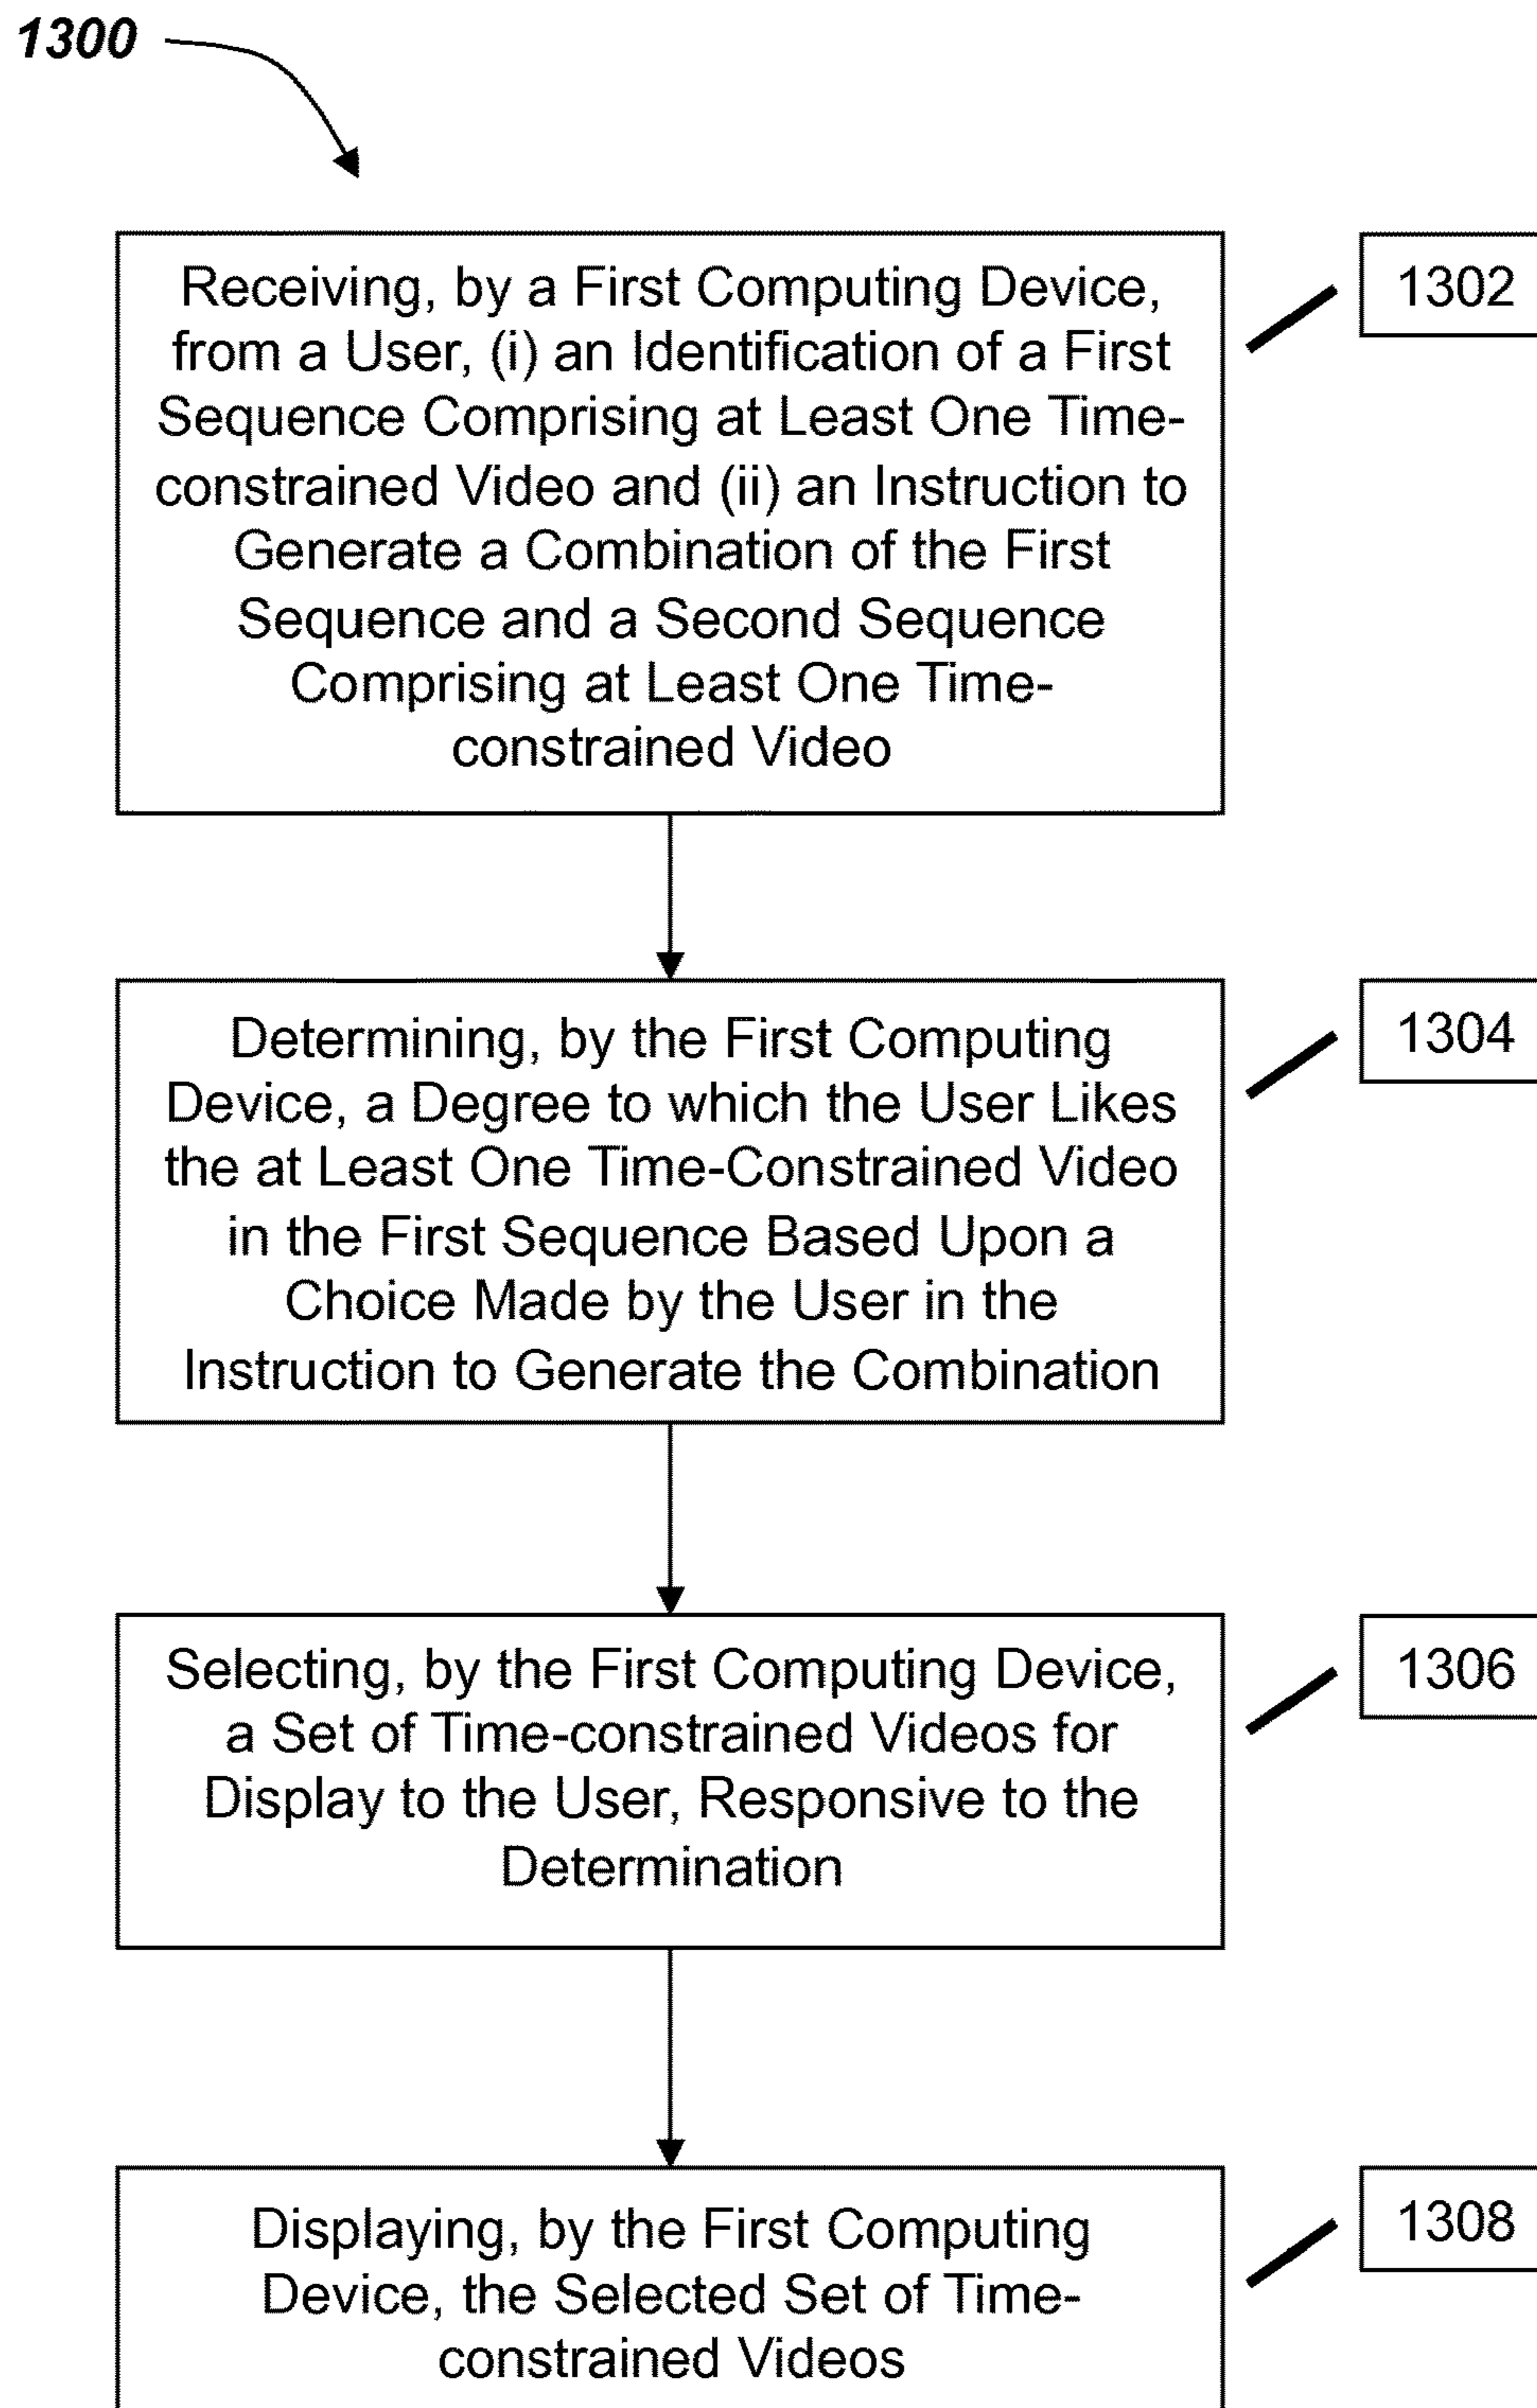 1300
Receiving, by a First Computing Device,
from a User, (i) an Identification of a First
Sequence Comprising at Least One Time-
constrained Video and (ii) an Instruction to
Generate a Combination of the First
Sequence and a Second Sequence
Comprising at Least One Time-
constrained Video
1302
Determining, by the First Computing
Device, a Degree to which the User Likes
the at Least One Time-Constrained Video
in the First Sequence Based Upon a
Choice Made by the User in the
Instruction to Generate the Combination
1304
Selecting, by the First Computing Device,
a Set of Time-constrained Videos for
Display to the User, Responsive to the
Determination
1306
Displaying, by the First Computing
Device, the Selected Set of Time-
constrained Videos
1308